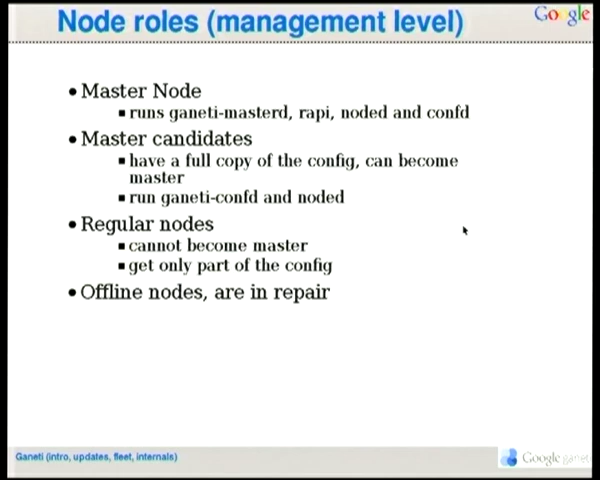 Node roles (management level)
Google
• Master Node
▪ runs ganeti-masterd, rapi, noded and confd
• Master candidates
▪ have a full copy of the config, can become
master
▪ run ganeti-confd and noded
• Regular nodes
▪ cannot become master
▪ get only part of the config
• Offline nodes, are in repair
Ganeti (intro, updates, fleet, internals)
Google ganeti